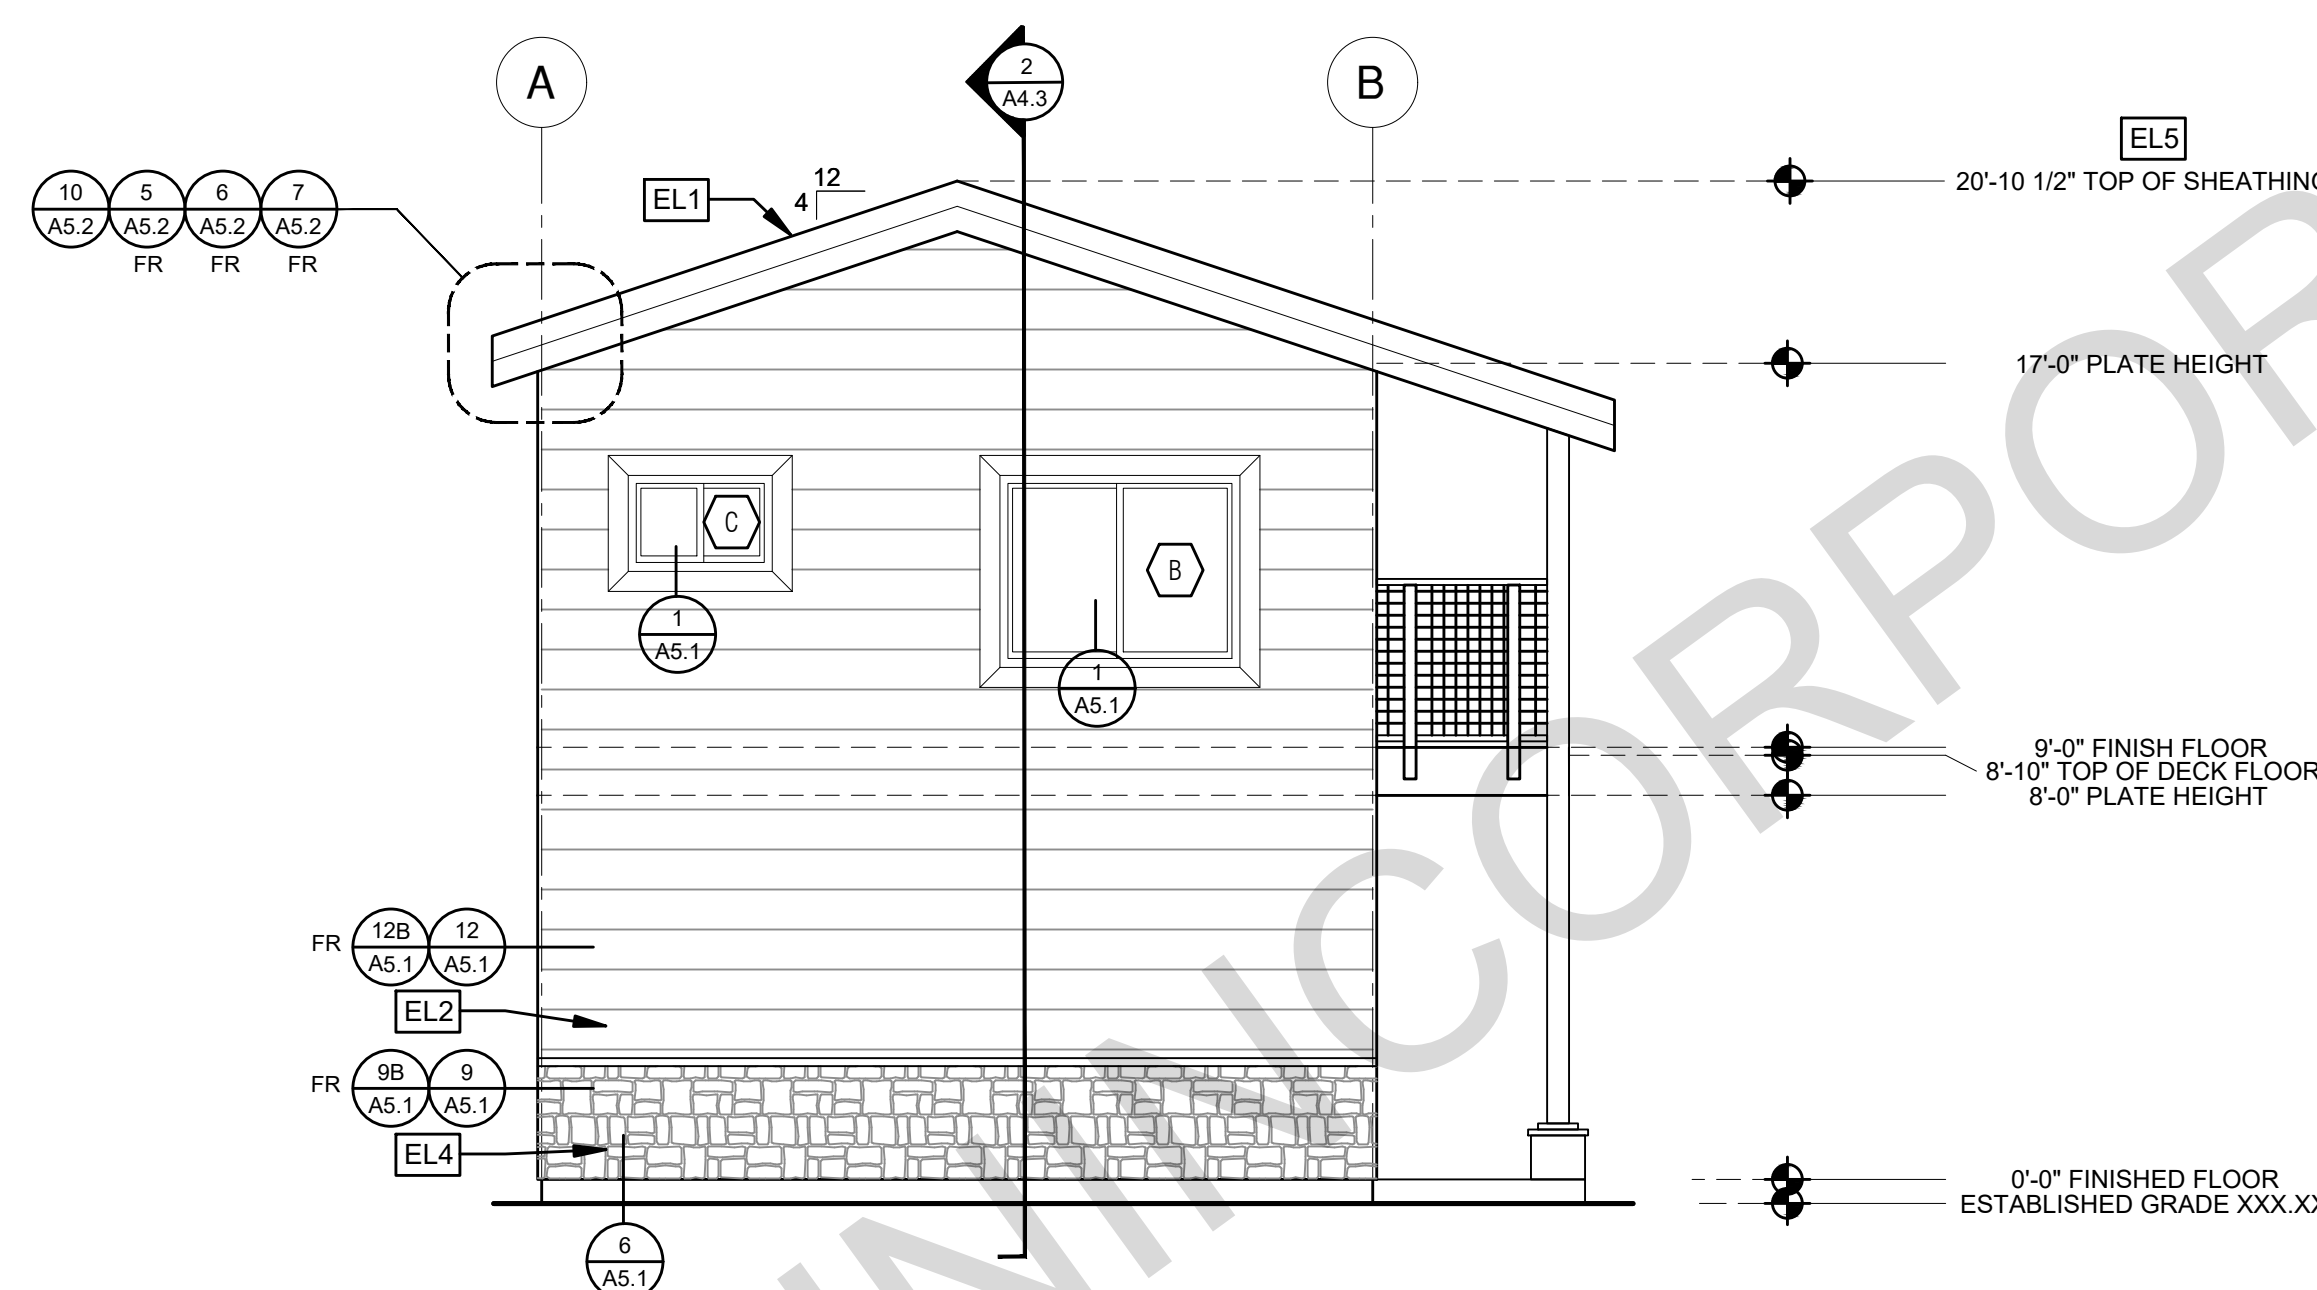 A
2
A4.3
B
EL5
20'-10 1/2" TOP OF SHEATHING
10 5 6 7
A5.2 A5.2 A5.2 A5.2
FR FR FR
EL1
12
4
17'-0" PLATE HEIGHT
C
B
1
A5.1
1
A5.1
9'-0" FINISH FLOOR
8'-10" TOP OF DECK FLOOR
8'-0" PLATE HEIGHT
FR
12B 12
A5.1 A5.1
EL2
FR
9B 9
A5.1 A5.1
EL4
0'-0" FINISHED FLOOR
ESTABLISHED GRADE XXX.XX
6
A5.1
NINCORPOR